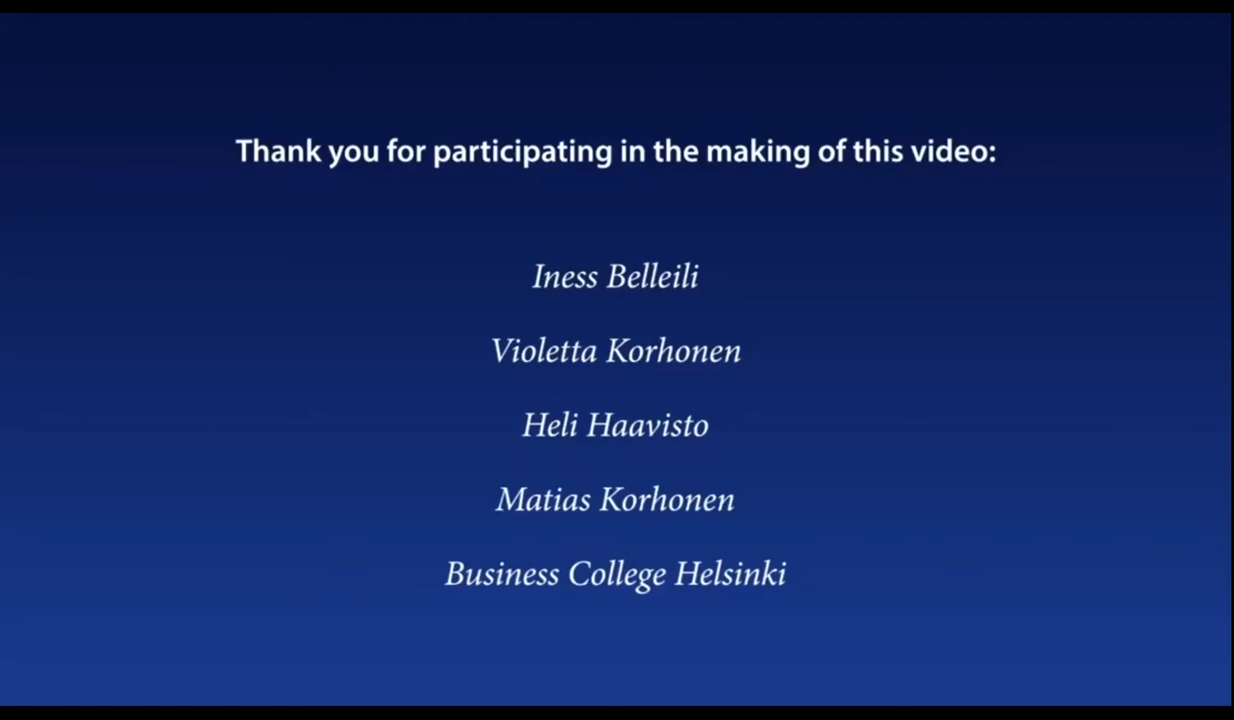 Thank you for participating in the making of this video:
Iness Belleili
Violetta Korhonen
Heli Haavisto
Matias Korhonen
Business College Helsinki